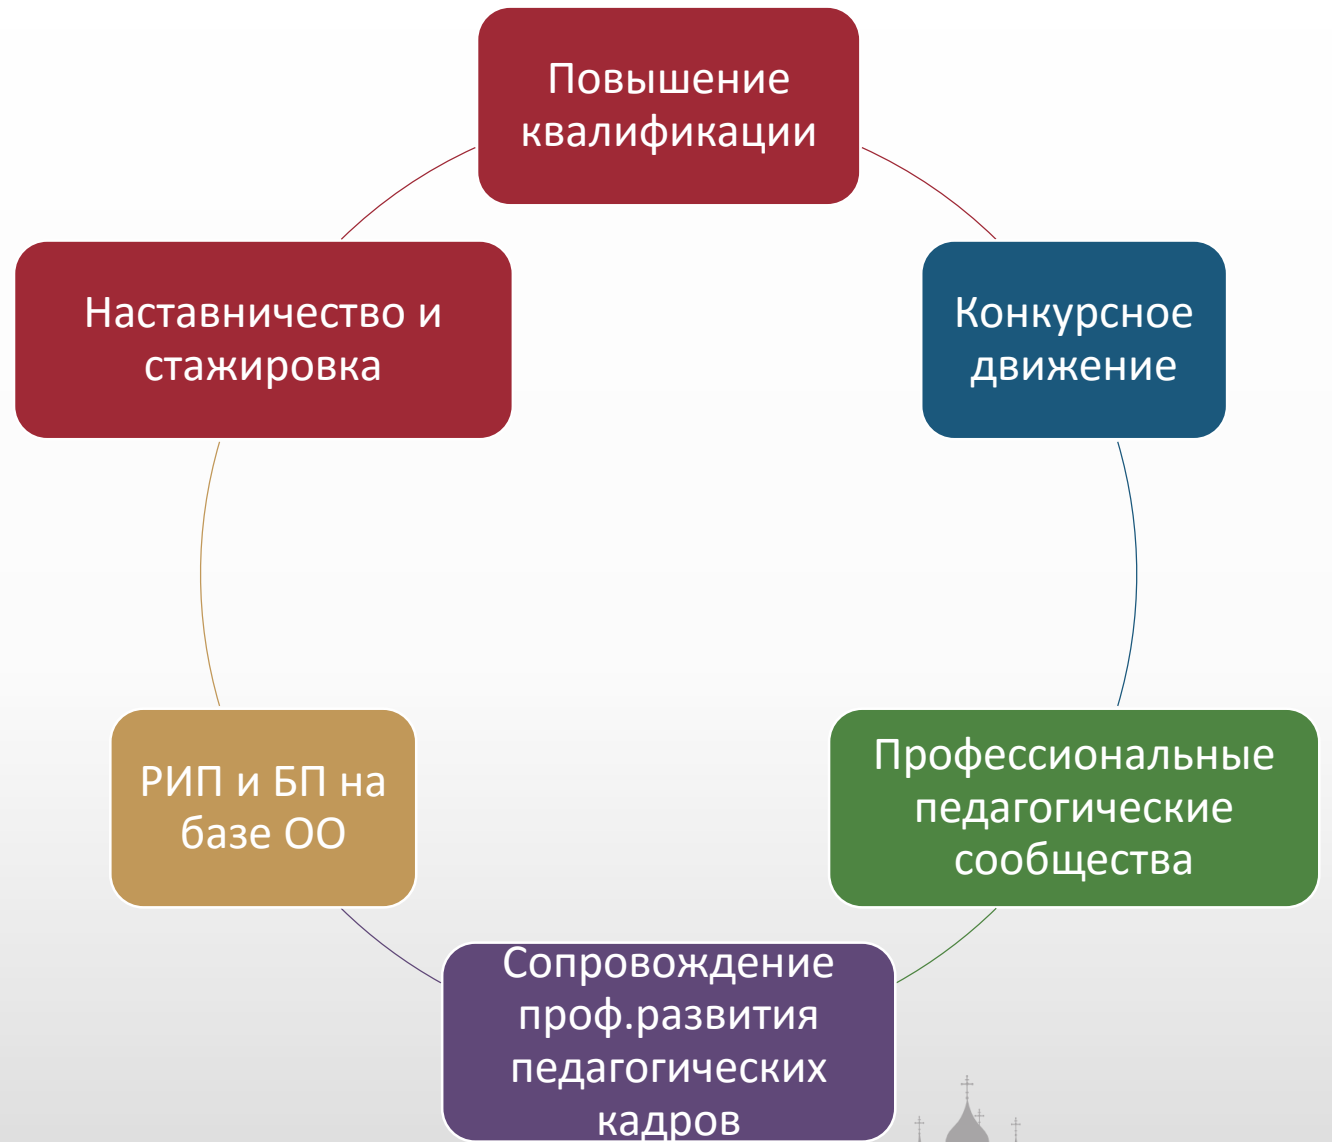 Повышение
квалификации
Наставничество и
стажировка
Конкурсное
движение
РИП и БП на
базе ОО
Профессиональные
педагогические
сообщества
Сопровождение
проф.развития
педагогических
кадров